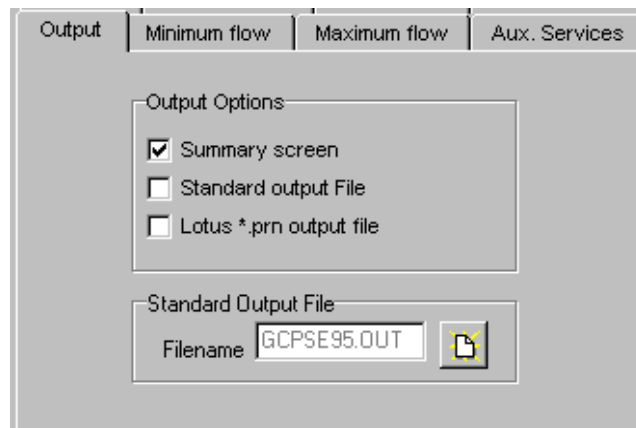 Output Minimum flow Maximum flow Aux. Services
Output Options
Summary screen
Standard output File
Lotus *.prn output file
Standard Output File
Filename GCPSE95.OUT